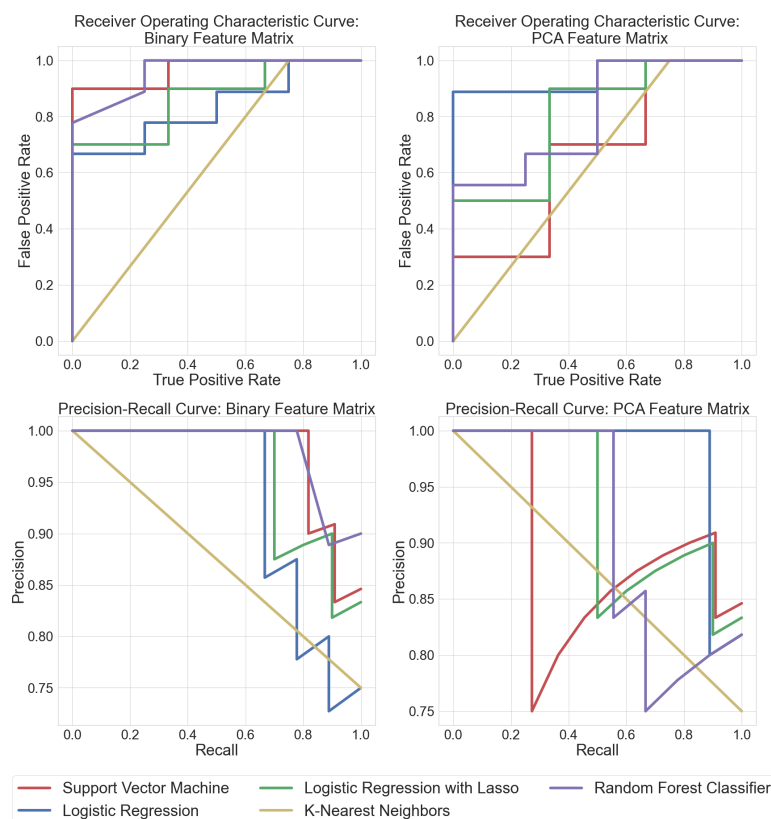 Receiver Operating Characteristic Curve:
Binary Feature Matrix
1.0
0.8
0.6
0.4
0.2
0.0
False Positive Rate
0.0 0.2 0.4 0.6 0.8 1.0
True Positive Rate
Receiver Operating Characteristic Curve:
PCA Feature Matrix
1.0
0.8
0.6
0.4
0.2
0.0
False Positive Rate
0.0 0.2 0.4 0.6 0.8 1.0
True Positive Rate
Precision-Recall Curve: Binary Feature Matrix
1.00
0.95
0.90
0.85
0.80
0.75
Precision
0.0 0.2 0.4 0.6 0.8 1.0
Recall
Precision-Recall Curve: PCA Feature Matrix
1.00
0.95
0.90
0.85
0.80
0.75
Precision
0.0 0.2 0.4 0.6 0.8 1.0
Recall
Support Vector Machine
Logistic Regression
Logistic Regression with Lasso
K-Nearest Neighbors
Random Forest Classifier